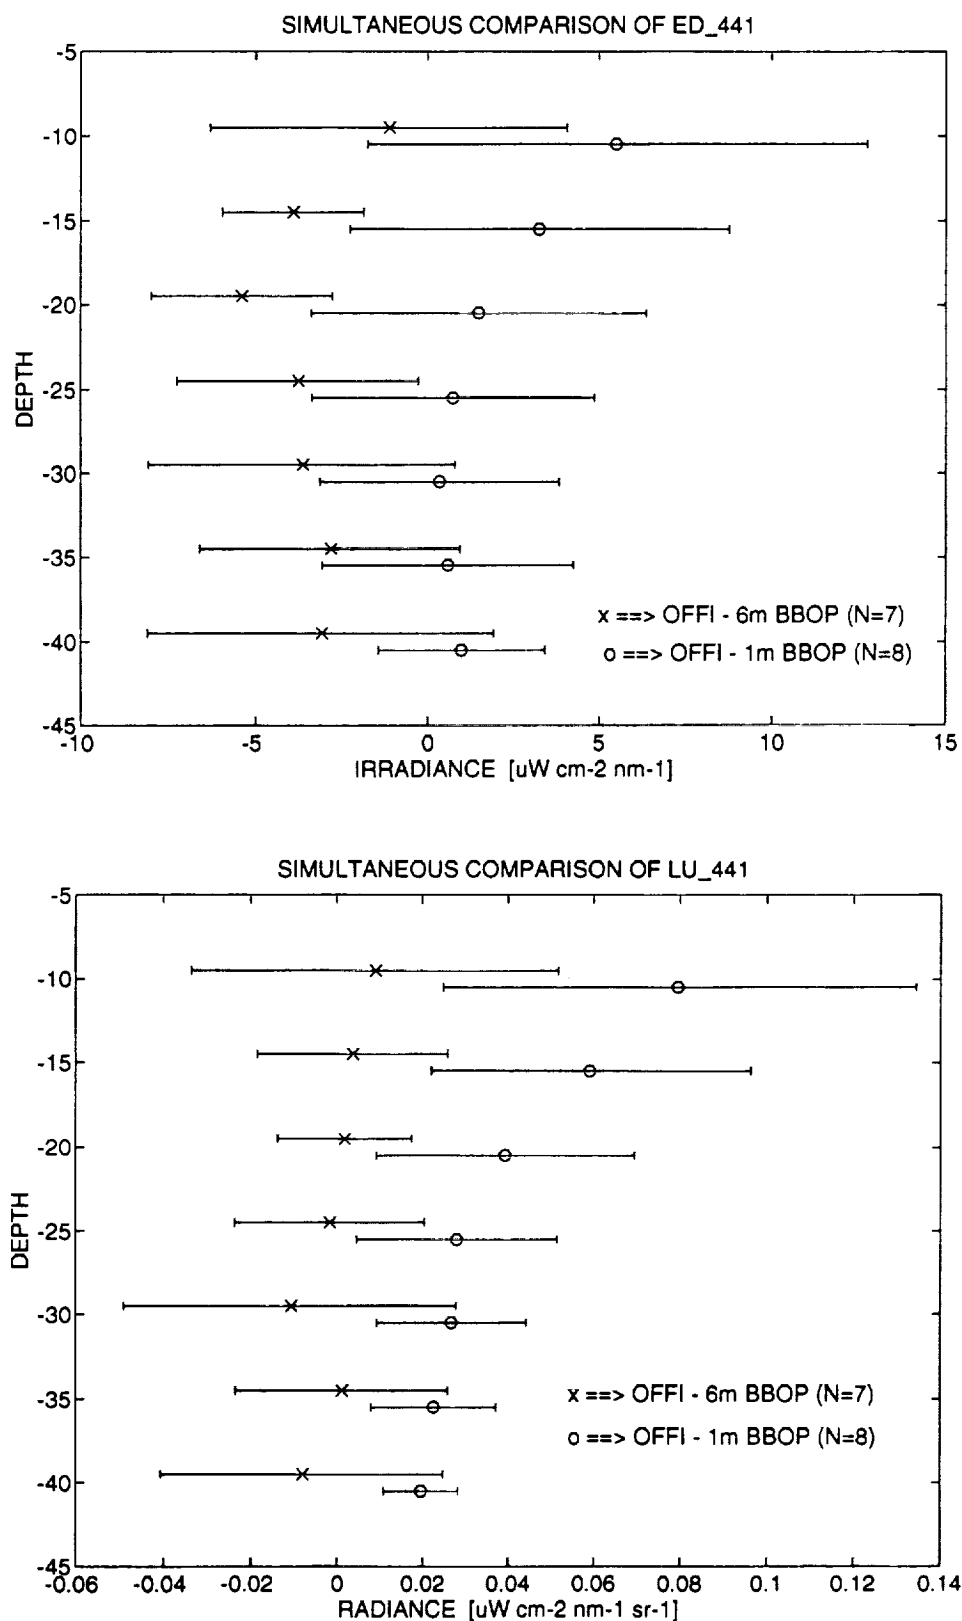 SIMULTANEOUS COMPARISON OF ED_441
-5
-10
-15
-20
-25
-30
-35
-40
-45
DEPTH
x ==> OFFI - 6m BBOP (N=7)
o ==> OFFI - 1m BBOP (N=8)
-10 -5 0 5 10 15
IRRADIANCE [uW cm-2 nm-1]
SIMULTANEOUS COMPARISON OF LU_441
-5
-10
-15
-20
-25
-30
-35
-40
-45
DEPTH
x ==> OFFI - 6m BBOP (N=7)
o ==> OFFI - 1m BBOP (N=8)
-0.06 -0.04 -0.02 0 0.02 0.04 0.06 0.08 0.1 0.12 0.14
RADIANCE [uW cm-2 nm-1 sr-1]